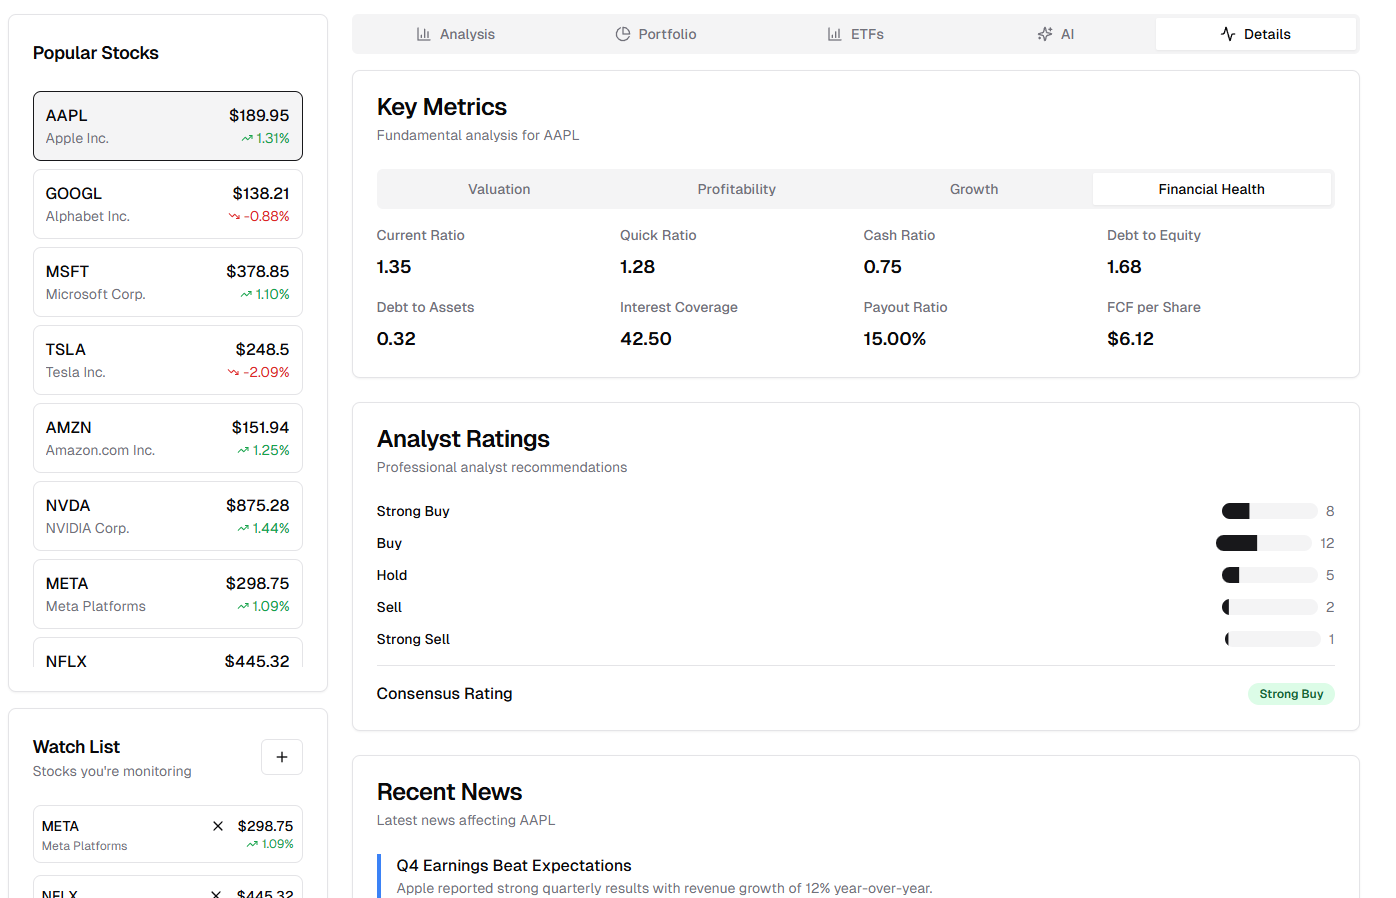 Popular Stocks
AAPL $189.95
Apple Inc. 1.31%
GOOGL $138.21
Alphabet Inc. -0.88%
MSFT $378.85
Microsoft Corp. 1.10%
TSLA $248.5
Tesla Inc. -2.09%
AMZN $151.94
Amazon.com Inc. 1.25%
NVDA $875.28
NVIDIA Corp. 1.44%
META $298.75
Meta Platforms 1.09%
NFLX $445.32
Watch List
Stocks you're monitoring
META $298.75
Meta Platforms 1.09%
NFLX $445.32
Analysis Portfolio ETFs AI Details
Key Metrics
Fundamental analysis for AAPL
Valuation Profitability Growth Financial Health
Current Ratio Quick Ratio Cash Ratio Debt to Equity
1.35 1.28 0.75 1.68
Debt to Assets Interest Coverage Payout Ratio FCF per Share
0.32 42.50 15.00% $6.12
Analyst Ratings
Professional analyst recommendations
Strong Buy 8
Buy 12
Hold 5
Sell 2
Strong Sell 1
Consensus Rating Strong Buy
Recent News
Latest news affecting AAPL
Q4 Earnings Beat Expectations
Apple reported strong quarterly results with revenue growth of 12% year-over-year.